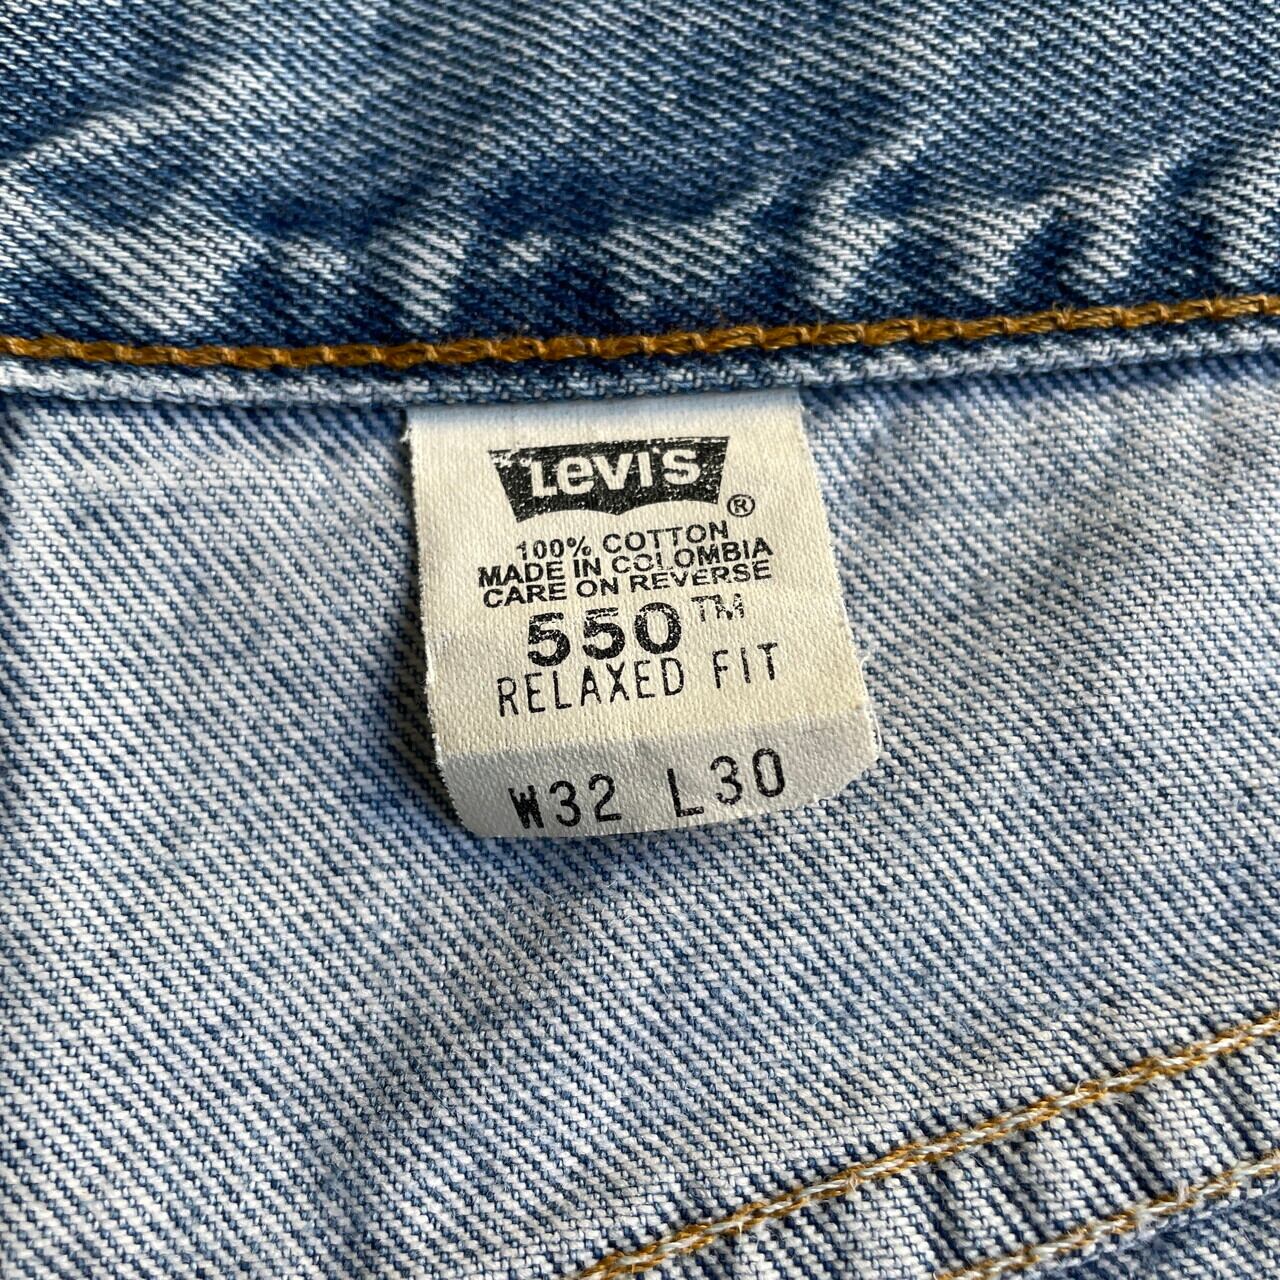 Levi's ®
100% COTTON
MADE IN COLOMBIA
CARE ON REVERSE
550™
RELAXED FIT
W32 L30